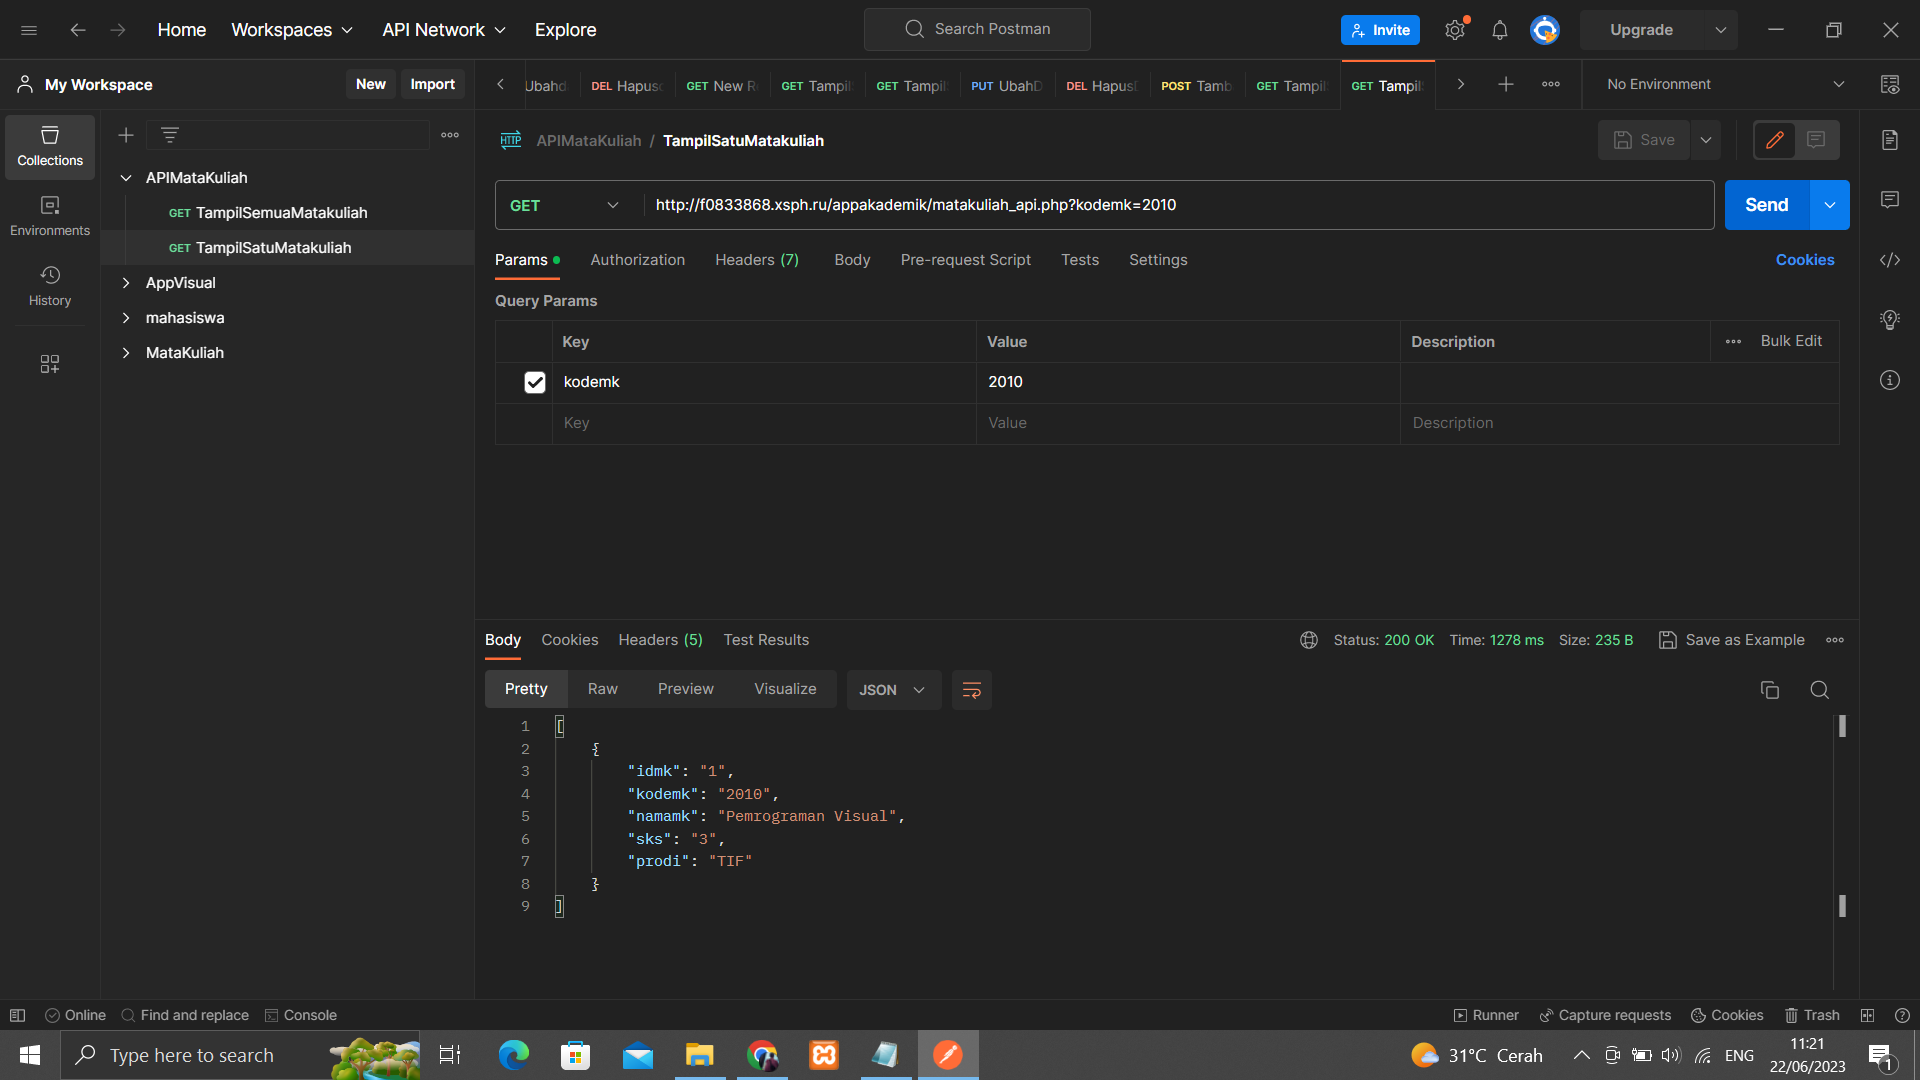 Home Workspaces API Network Explore Search Postman Invite Upgrade
My Workspace New Import Ubahd DEL Hapus GET New R GET Tampil GET Tampil PUT UbahD DEL Hapus POST Tamb GET Tampil GET Tampil No Environment
Collections
Environments
History
APIMataKuliah
GET TampilSemuaMatakuliah
GET TampilSatuMatakuliah
AppVisual
mahasiswa
MataKuliah
HTTP APIMataKuliah / TampilSatuMatakuliah Save
GET http://f0833868.xsph.ru/appakademik/matakuliah_api.php?kodemk=2010 Send
Params Authorization Headers (7) Body Pre-request Script Tests Settings Cookies
Query Params
Key Value Description Bulk Edit
kodemk 2010
Key Value Description
Body Cookies Headers (5) Test Results Status: 200 OK Time: 1278 ms Size: 235 B Save as Example
Pretty Raw Preview Visualize JSON
1 [
2 {
3 "idmk": "1",
4 "kodemk": "2010",
5 "namamk": "Pemrograman Visual",
6 "sks": "3",
7 "prodi": "TIF"
8 }
9 ]
Online Find and replace Console Runner Capture requests Cookies Trash
Type here to search 31°C Cerah ENG 11:21
22/06/2023 1